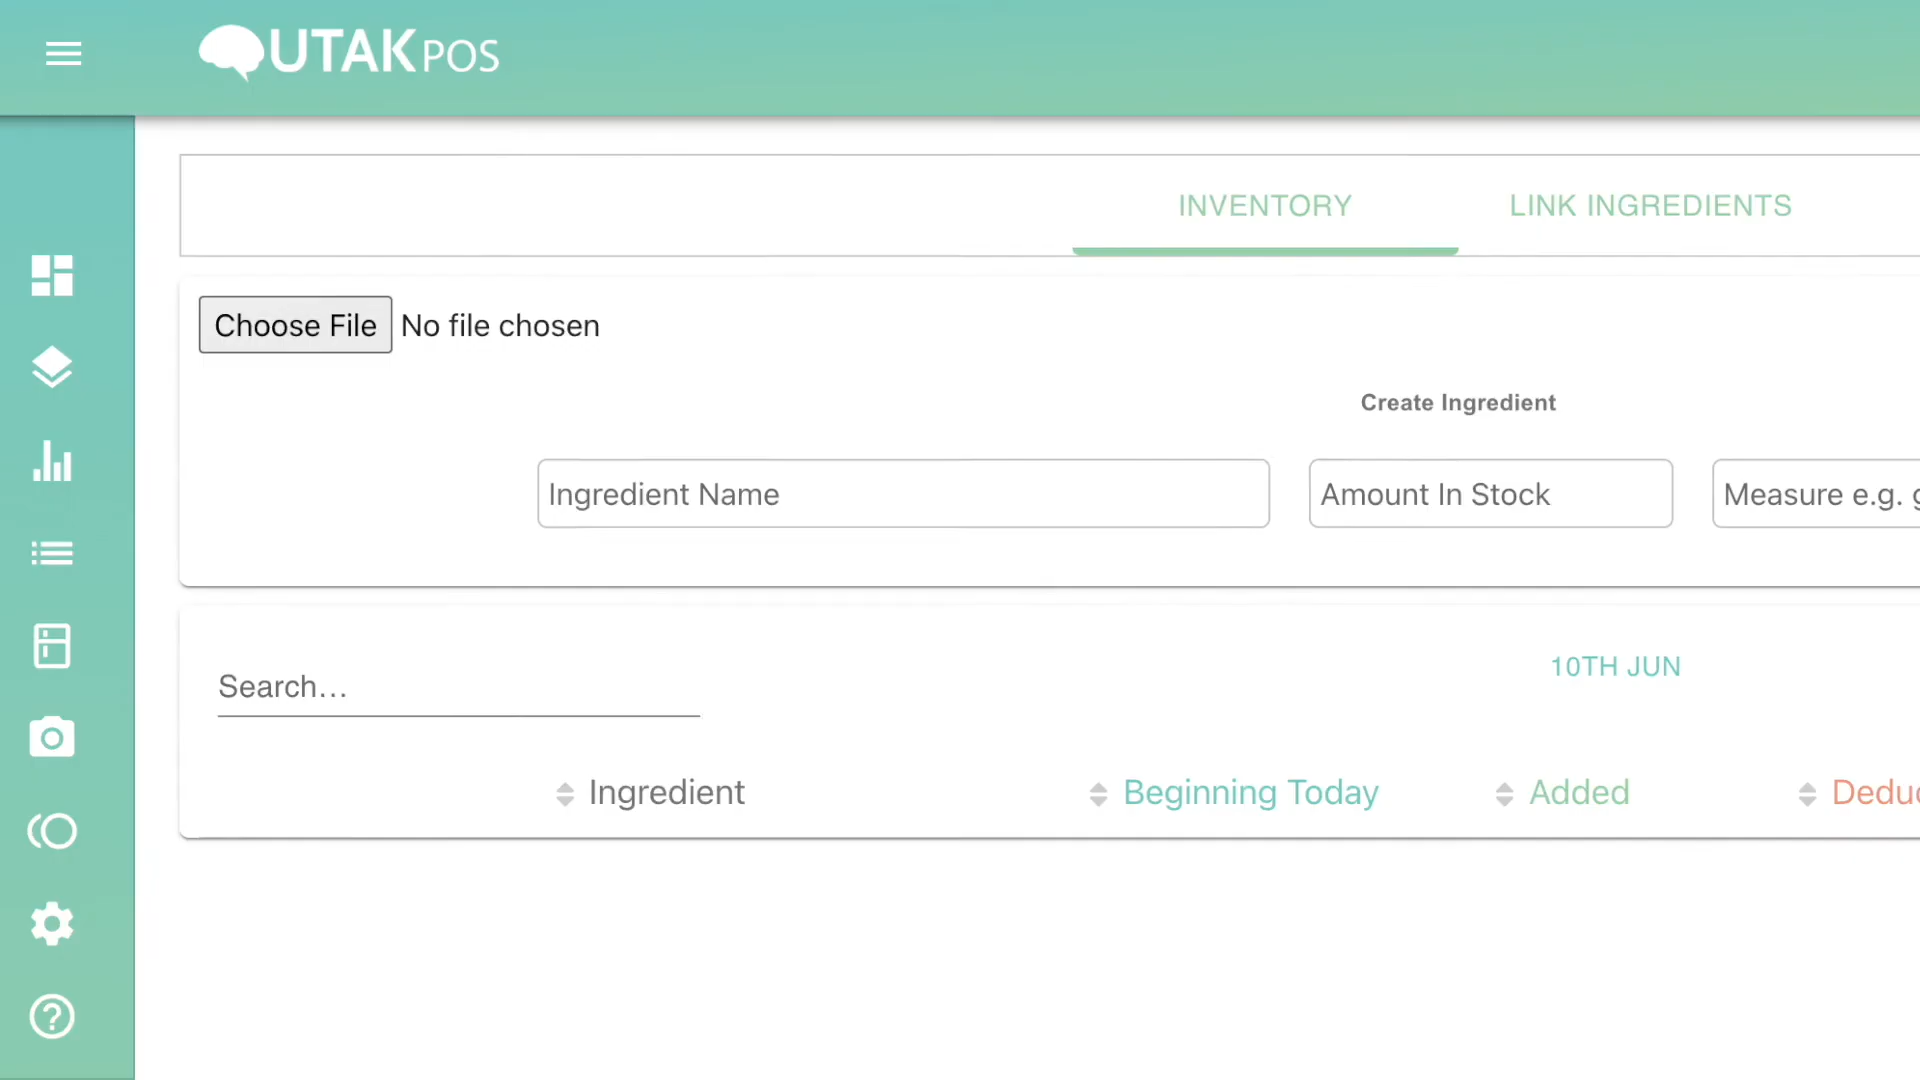 UTAK POS
INVENTORY
LINK INGREDIENTS
Choose File No file chosen
Create Ingredient
Ingredient Name
Amount In Stock
Measure e.g.
Search...
10TH JUN
Ingredient
Beginning Today
Added